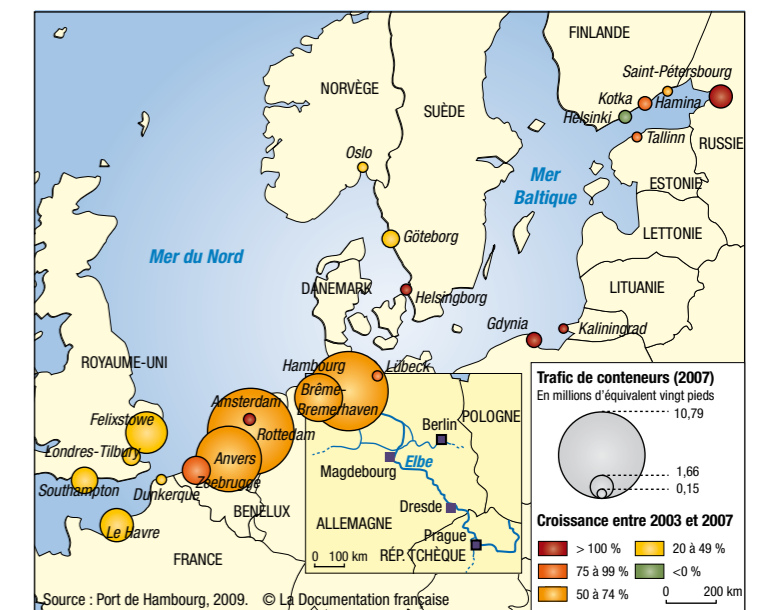 FINLANDE
Saint-Pétersbourg
NORVÈGE
SUÈDE
Kotka
Hamina
Helsinki
Tallinn
RUSSIE
Oslo
Mer
Baltique
ESTONIE
Göteborg
LETTONIE
Mer du Nord
DANEMARK
Helsingborg
LITUANIE
Gdynia
Kaliningrad
ROYAUME-UNI
Hambourg
Lübeck
Brême-
Bremerhaven
Amsterdam
Rottedam
Felixstowe
Londres-Tilbury
Anvers
Zeebrugge
Southampton
Dunkerque
BENELUX
Le Havre
FRANCE
POLOGNE
Berlin
Elbe
Magdebourg
Dresde
ALLEMAGNE
Prague
RÉP. TCHÈQUE
0 100 km
Trafic de conteneurs (2007)
En millions d'équivalent vingt pieds
10,79
1,66
0,15
Croissance entre 2003 et 2007
> 100 %
75 à 99 %
50 à 74 %
20 à 49 %
<0 %
0 200 km
Source : Port de Hambourg, 2009. © La Documentation française